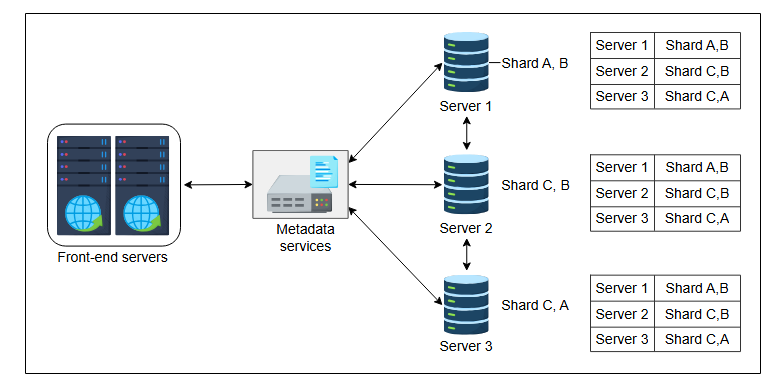 Front-end servers
Metadata
services
Server 1
Shard A, B
Server 2
Shard C, B
Server 3
Shard C, A
Server 1 Shard A,B
Server 2 Shard C,B
Server 3 Shard C,A
Server 1 Shard A,B
Server 2 Shard C,B
Server 3 Shard C,A
Server 1 Shard A,B
Server 2 Shard C,B
Server 3 Shard C,A